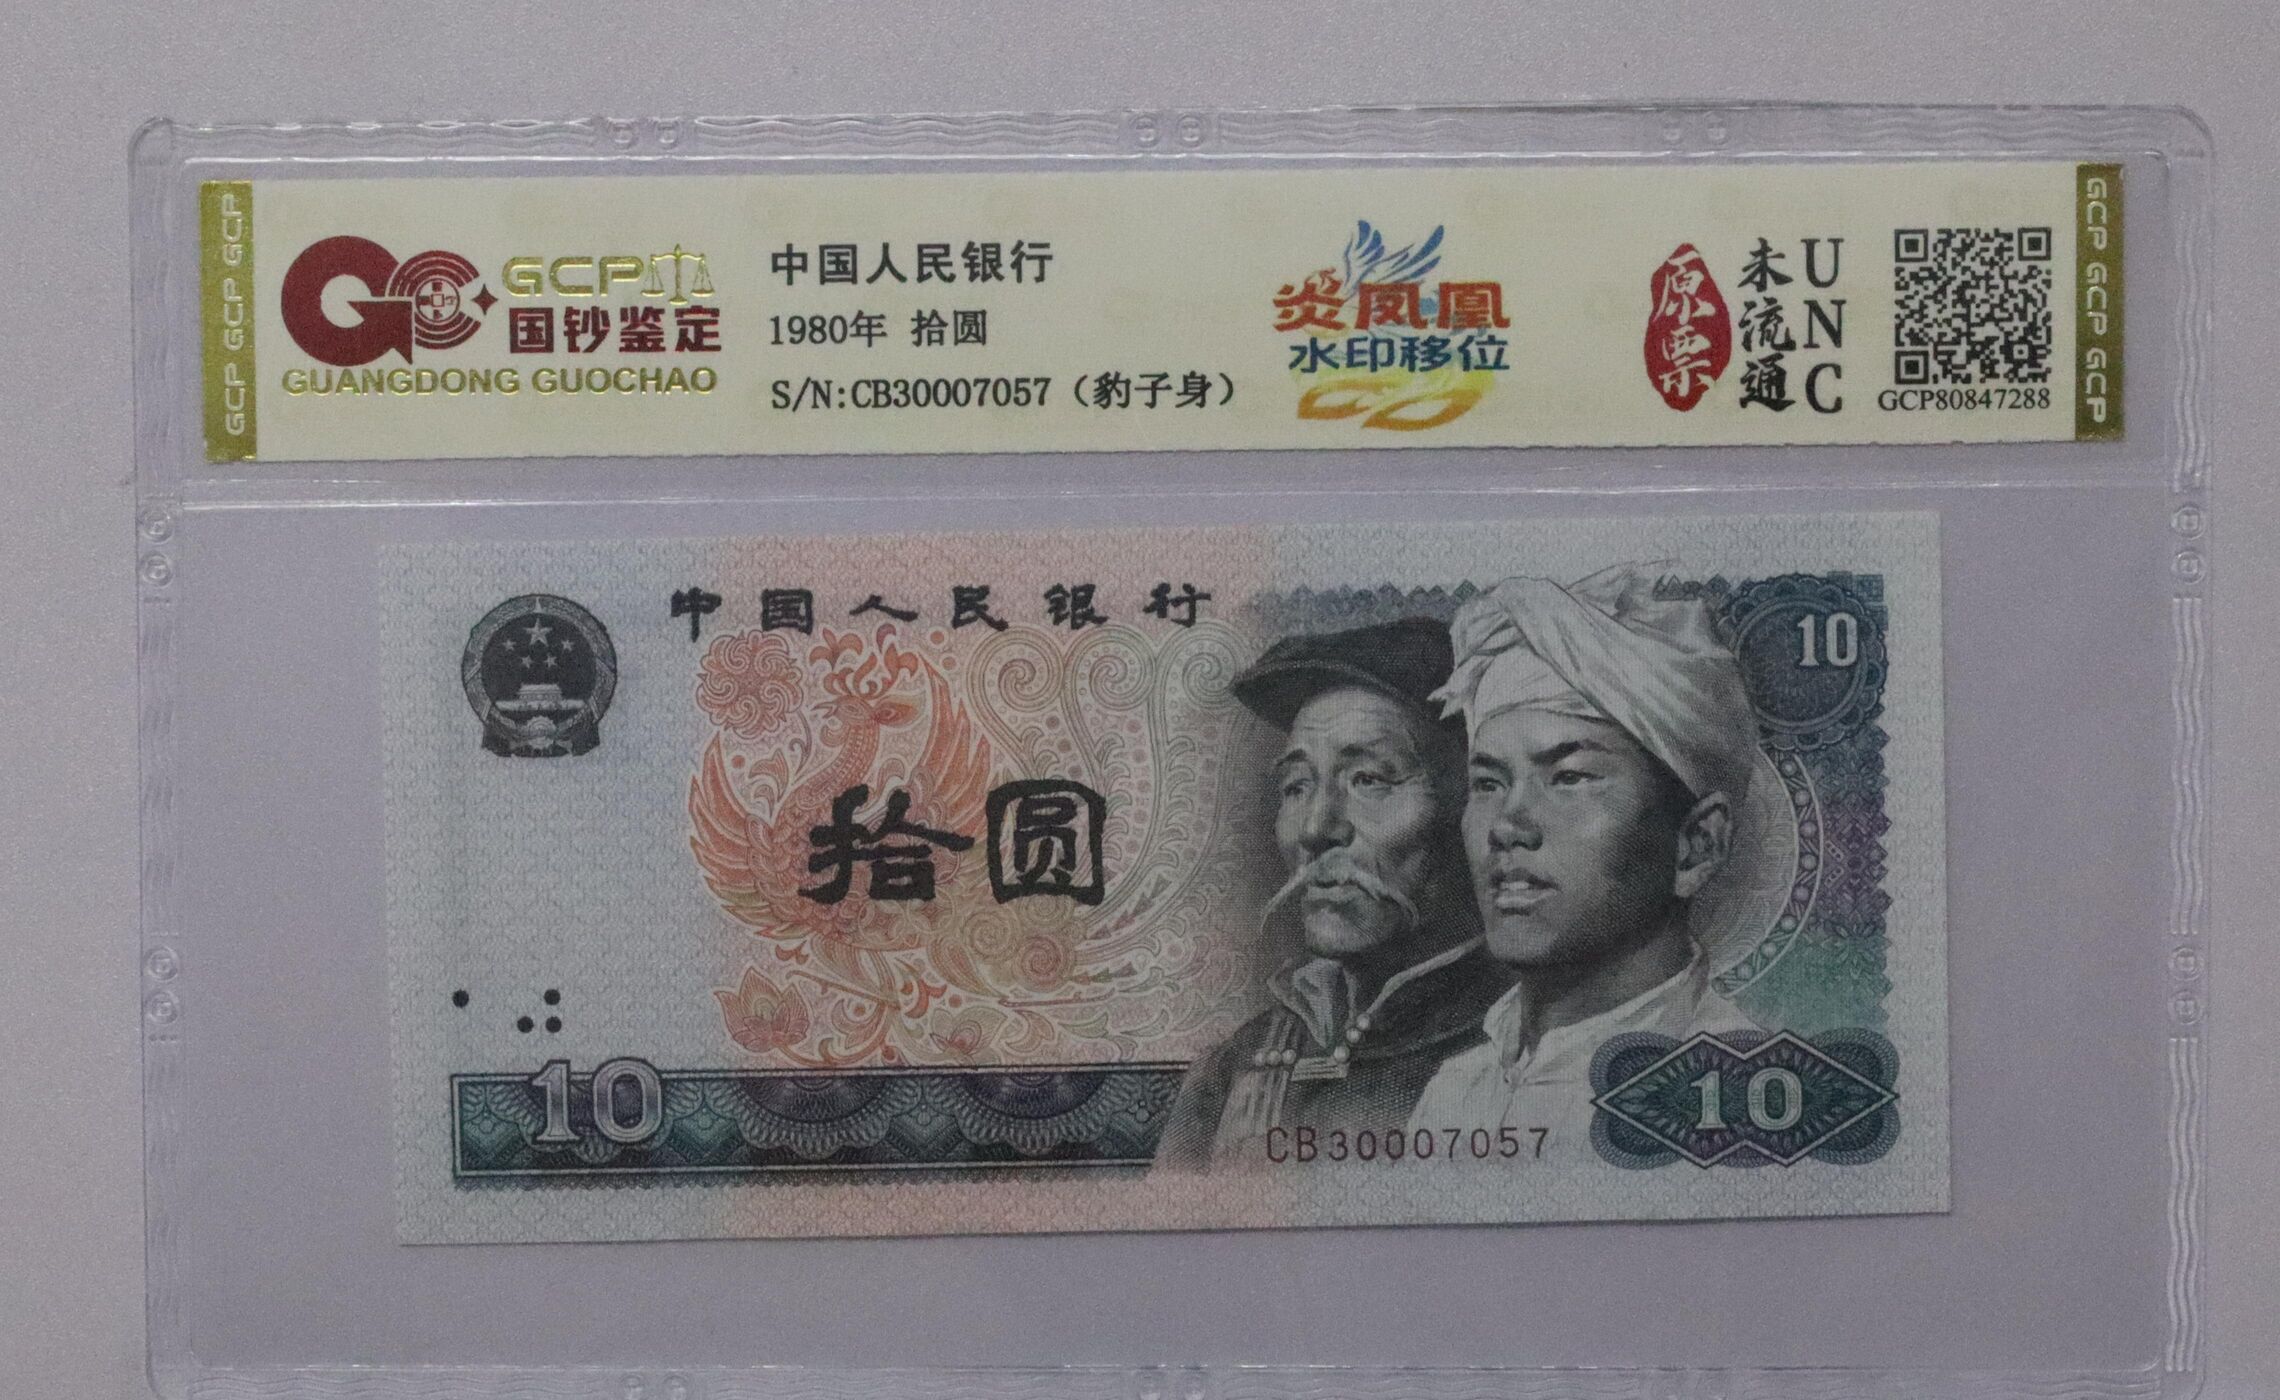 GCP GCP GCP
GCP
国钞鉴定
GUANGDONG GUOCHAO
中国人民银行
1980年 拾圆
S/N:CB30007057（豹子身）
炎凤凰
水印移位
原票
未流通
UNC
GCP80847288
GCP GCP GCP
中国人民银行
10
拾圆
10
CB30007057
10